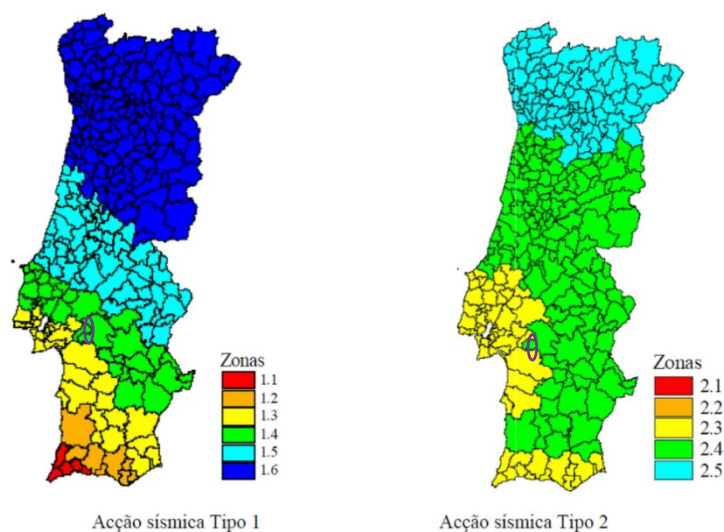 Zonas
1.1
1.2
1.3
1.4
1.5
1.6
Acção sísmica Tipo 1
Zonas
2.1
2.2
2.3
2.4
2.5
Acção sísmica Tipo 2